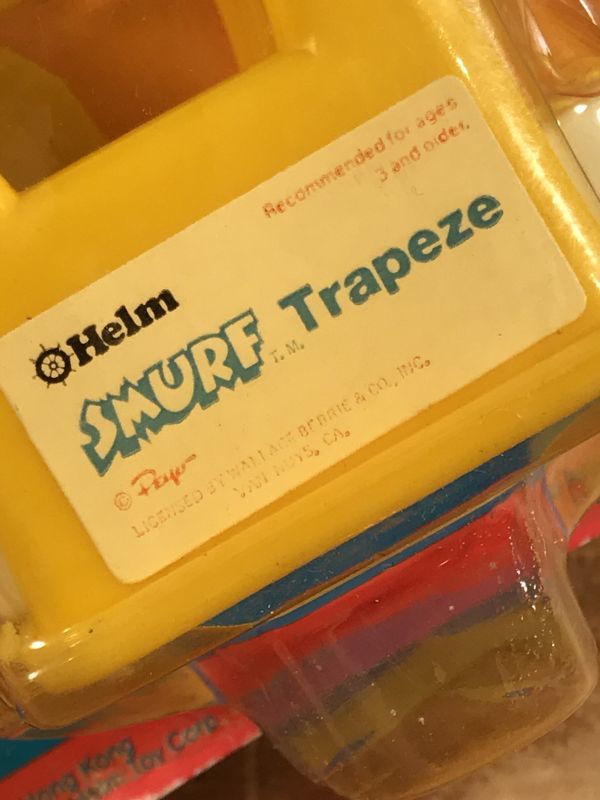 Recommended for ages
3 and older.
Helm
SMURF Trapeze
T.M.
© Peyo
LICENSED BY WALLACE BERRIE & CO., INC.
VAN NUYS, CA.
Hong Kong
Toy Corp.